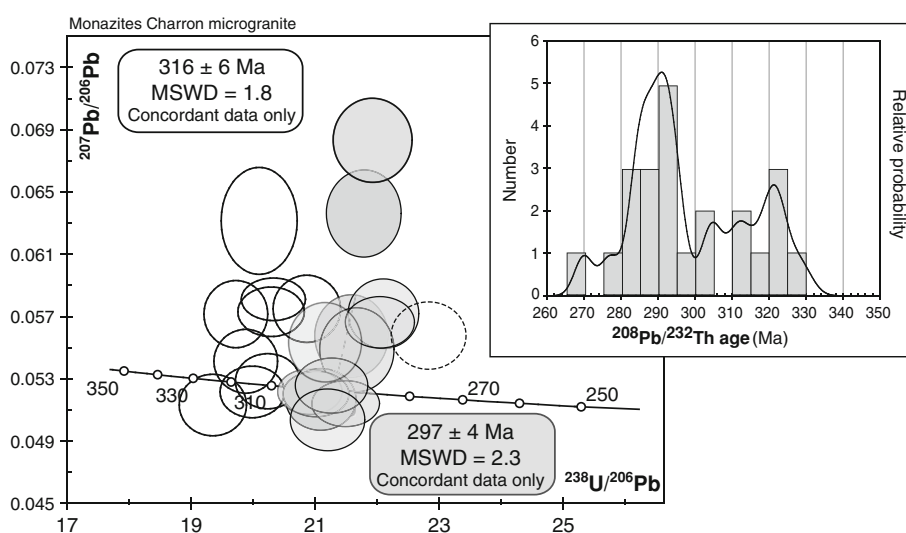 Monazites Charron microgranite
207Pb/206Pb
0.073
0.069
0.065
0.061
0.057
0.053
0.049
0.045
17
19
21
23
25
238U/206Pb
316 ± 6 Ma
MSWD = 1.8
Concordant data only
350
330
310
270
250
297 ± 4 Ma
MSWD = 2.3
Concordant data only
Number
6
5
4
3
2
1
0
260 270 280 290 300 310 320 330 340 350
208Pb/232Th age (Ma)
Relative probability